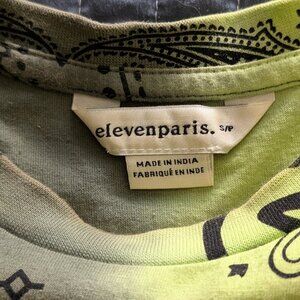 elevenparis. S/P
MADE IN INDIA
FABRIQUÉ EN INDE